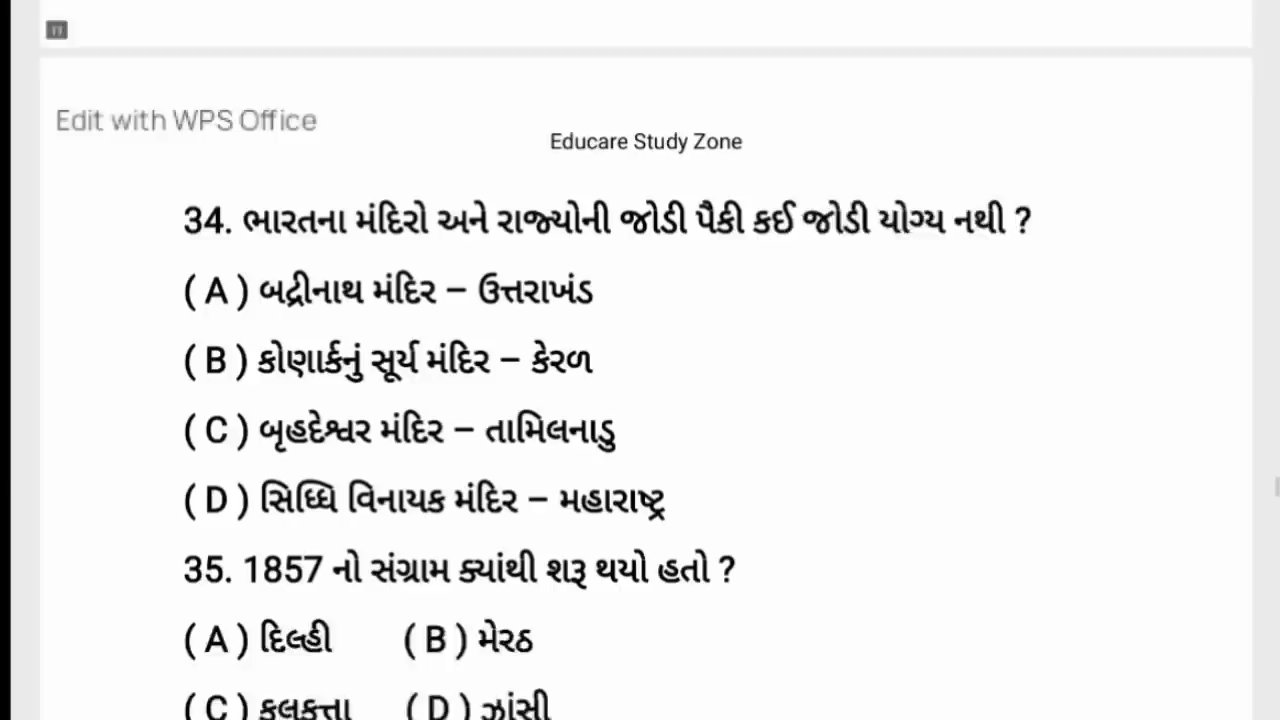 Edit with WPS Office
Educare Study Zone
34. ભારતના મંદિરો અને રાજ્યોની જોડી પૈકી કઈ જોડી યોગ્ય નથી ?
( A ) બદ્રીનાથ મંદિર – ઉત્તરાખંડ
( B ) કોણાર્કનું સૂર્ય મંદિર – કેરળ
( C ) બૃહદેશ્વર મંદિર – તામિલનાડુ
( D ) સિધ્ધિ વિનાયક મંદિર – મહારાષ્ટ્ર
35. 1857 નો સંગ્રામ ક્યાંથી શરૂ થયો હતો ?
( A ) દિલ્હી ( B ) મેરઠ
( C ) કલકત્તા ( D ) ઝાંસી